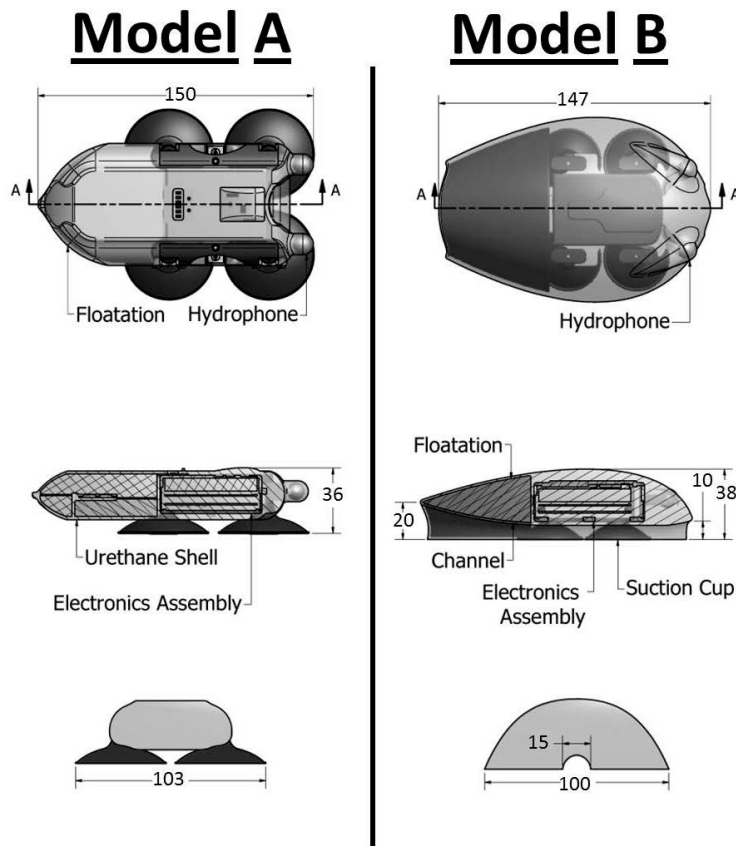 Model A
150
A
A
Floatation
Hydrophone
36
Urethane Shell
Electronics Assembly
103
Model B
147
A
A
Hydrophone
Floatation
10
38
20
Channel
Electronics
Assembly
Suction Cup
15
100